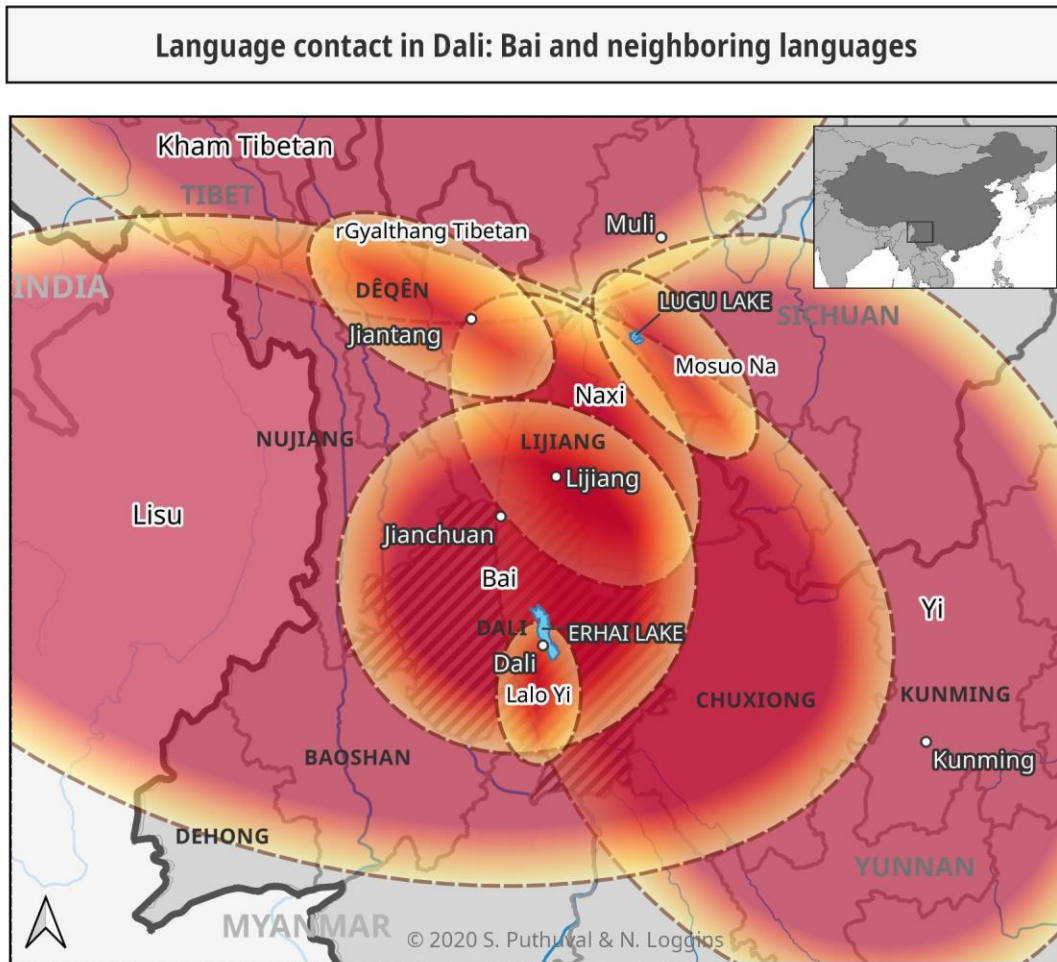 Language contact in Dali: Bai and neighboring languages
Kham Tibetan
TIBET
Muli
rGyalthang Tibetan
INDIA
DÊQÊN
LUGU LAKE
SICHUAN
Jiantang
Mosuo Na
Naxi
NUJIANG
LIJIANG
Lijiang
Lisu
Jianchuan
Bai
Yi
DALI
ERHAI LAKE
Dali
Lalo Yi
CHUXIONG
KUNMING
BAOSHAN
Kunming
DEHONG
YUNNAN
MYANMAR
© 2020 S. Puthuval & N. Loggins